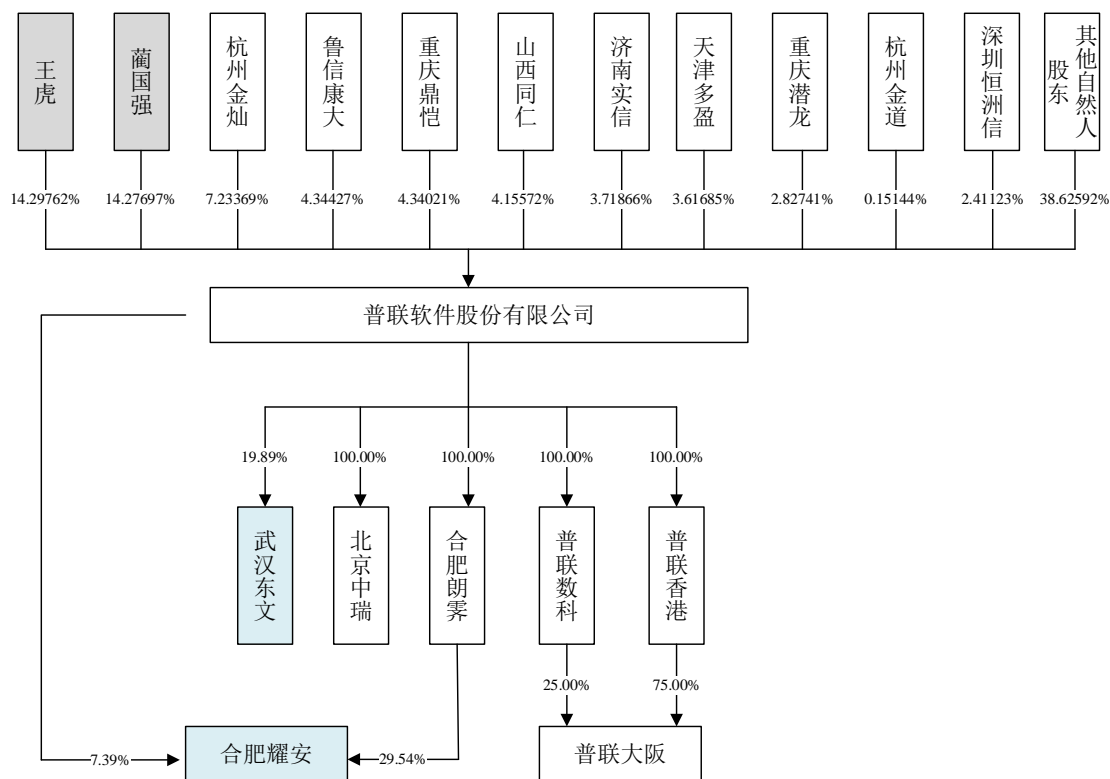 王虎
蔺国强
杭州金灿
鲁信康大
重庆鼎恺
山西同仁
济南实信
天津多盈
重庆潜龙
杭州金道
深圳恒洲信
其他自然人
股东
14.29762%
14.27697%
7.23369%
4.34427%
4.34021%
4.15572%
3.71866%
3.61685%
2.82741%
0.15144%
2.41123%
38.62592%
普联软件股份有限公司
19.89%
100.00%
100.00%
100.00%
100.00%
武汉东文
北京中瑞
合肥朗霁
普联数科
普联香港
25.00%
75.00%
7.39%
合肥耀安
29.54%
普联大阪